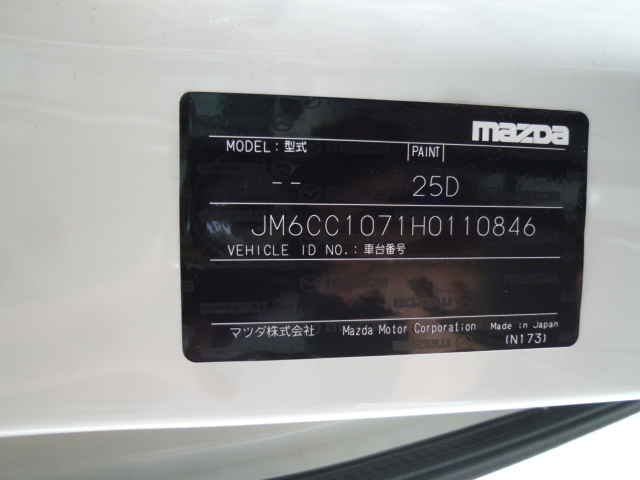 mazda
MODEL:型式 PAINT
-- 25D
JM6CC1071H0110846
VEHICLE ID NO.:車台番号
マツダ株式会社 Mazda Motor Corporation Made in Japan
(N173)